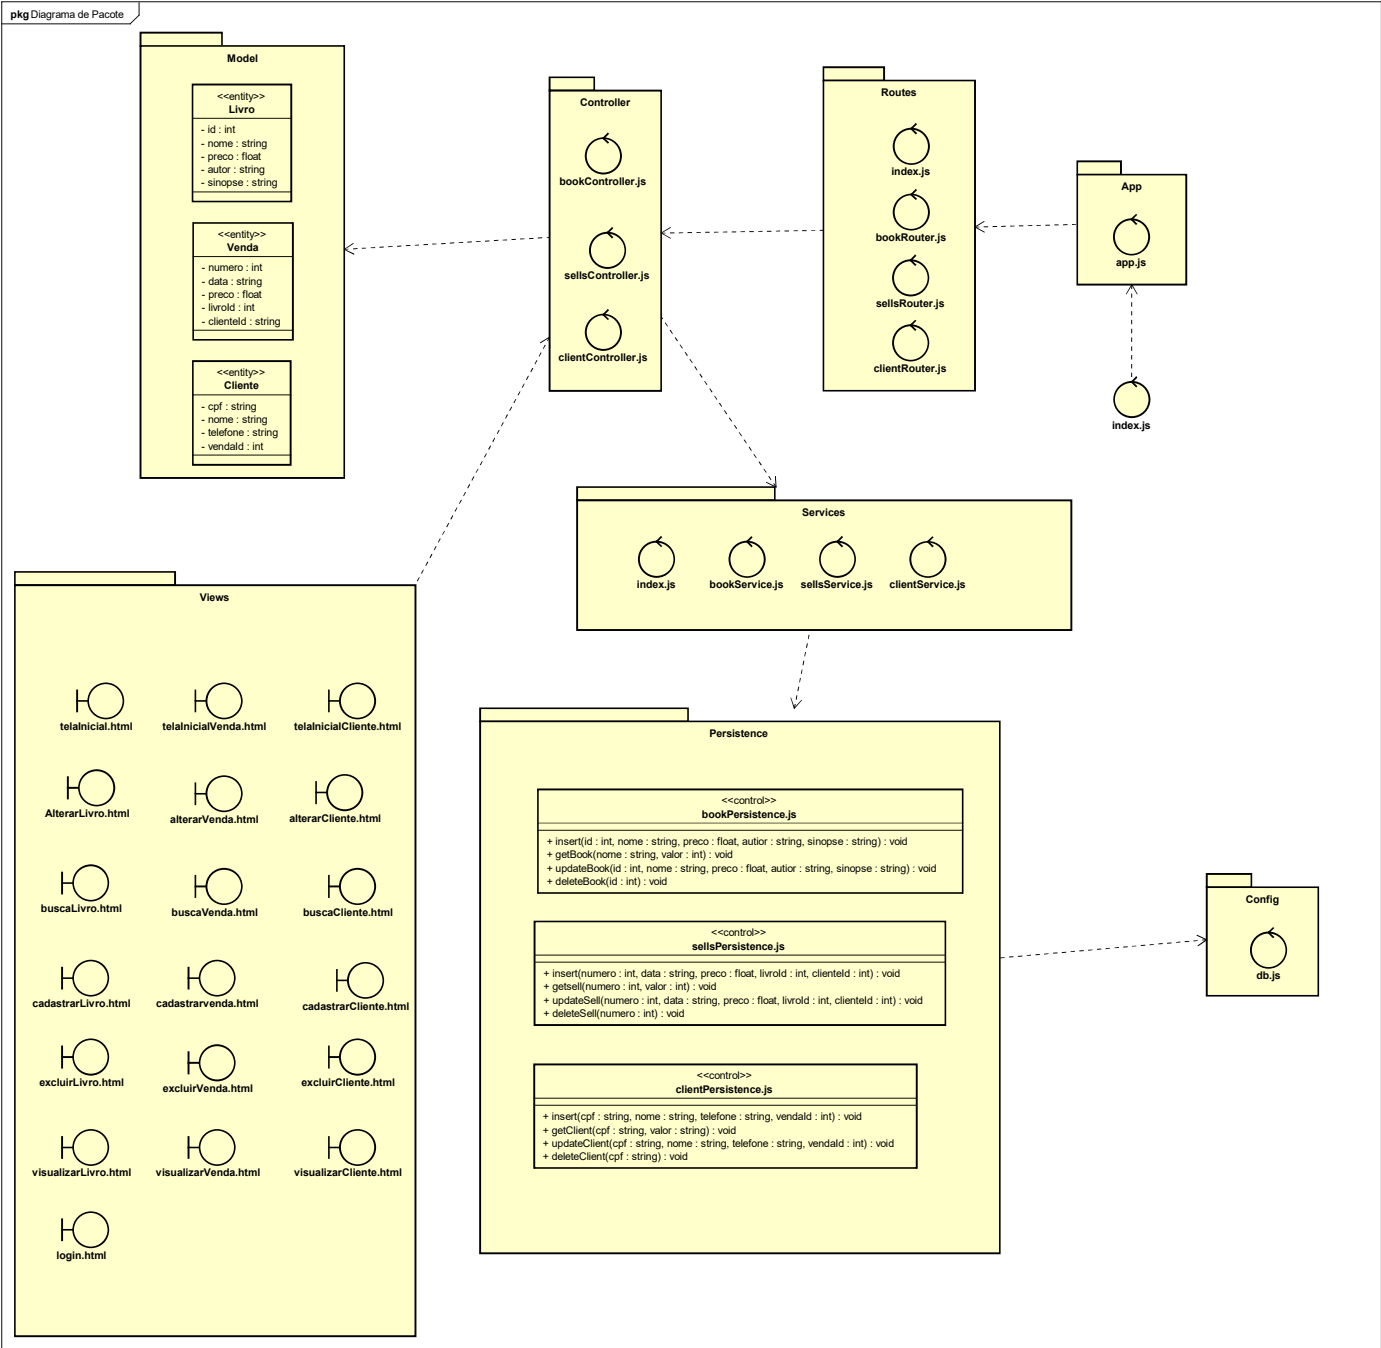 pkg Diagrama de Pacote
Model
<<entity>>
Livro
- id : int
- nome : string
- preco : float
- autor : string
- sinopse : string
<<entity>>
Venda
- numero : int
- data : string
- preco : float
- livroId : int
- clienteId : string
<<entity>>
Cliente
- cpf : string
- nome : string
- telefone : string
- vendaId : int
Controller
bookController.js
sellsController.js
clientController.js
Routes
index.js
bookRouter.js
sellsRouter.js
clientRouter.js
App
app.js
index.js
Services
index.js bookService.js sellsService.js clientService.js
Views
telaInicial.html telaInicialVenda.html telaInicialCliente.html
AlterarLivro.html alterarVenda.html alterarCliente.html
buscaLivro.html buscaVenda.html buscaCliente.html
cadastrarLivro.html cadastrarvenda.html cadastrarCliente.html
excluirLivro.html excluirVenda.html excluirCliente.html
visualizarLivro.html visualizarVenda.html visualizarCliente.html
login.html
Persistence
<<control>>
bookPersistence.js
+ insert(id : int, nome : string, preco : float, autior : string, sinopse : string) : void
+ getBook(nome : string, valor : int) : void
+ updateBook(id : int, nome : string, preco : float, autior : string, sinopse : string) : void
+ deleteBook(id : int) : void
<<control>>
sellsPersistence.js
+ insert(numero : int, data : string, preco : float, livroId : int, clienteId : int) : void
+ getsell(numero : int, valor : int) : void
+ updateSell(numero : int, data : string, preco : float, livroId : int, clienteId : int) : void
+ deleteSell(numero : int) : void
<<control>>
clientPersistence.js
+ insert(cpf : string, nome : string, telefone : string, vendaId : int) : void
+ getClient(cpf : string, valor : string) : void
+ updateClient(cpf : string, nome : string, telefone : string, vendaId : int) : void
+ deleteClient(cpf : string) : void
Config
db.js